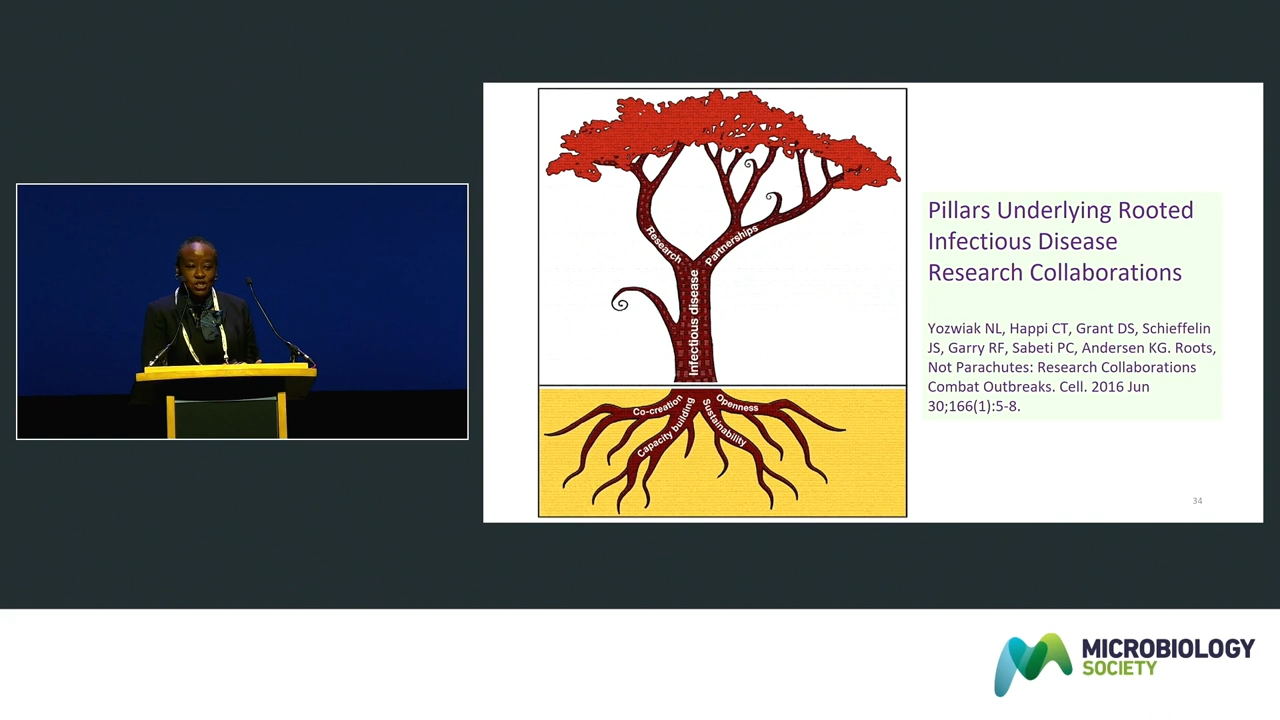 Research
Partnerships
Infectious disease
Co-creation
Capacity building
Sustainability
Openness
Pillars Underlying Rooted
Infectious Disease
Research Collaborations
Yozwiak NL, Happi CT, Grant DS, Schieffelin
JS, Garry RF, Sabeti PC, Andersen KG. Roots,
Not Parachutes: Research Collaborations
Combat Outbreaks. Cell. 2016 Jun
30;166(1):5-8.
34
MICROBIOLOGY
SOCIETY